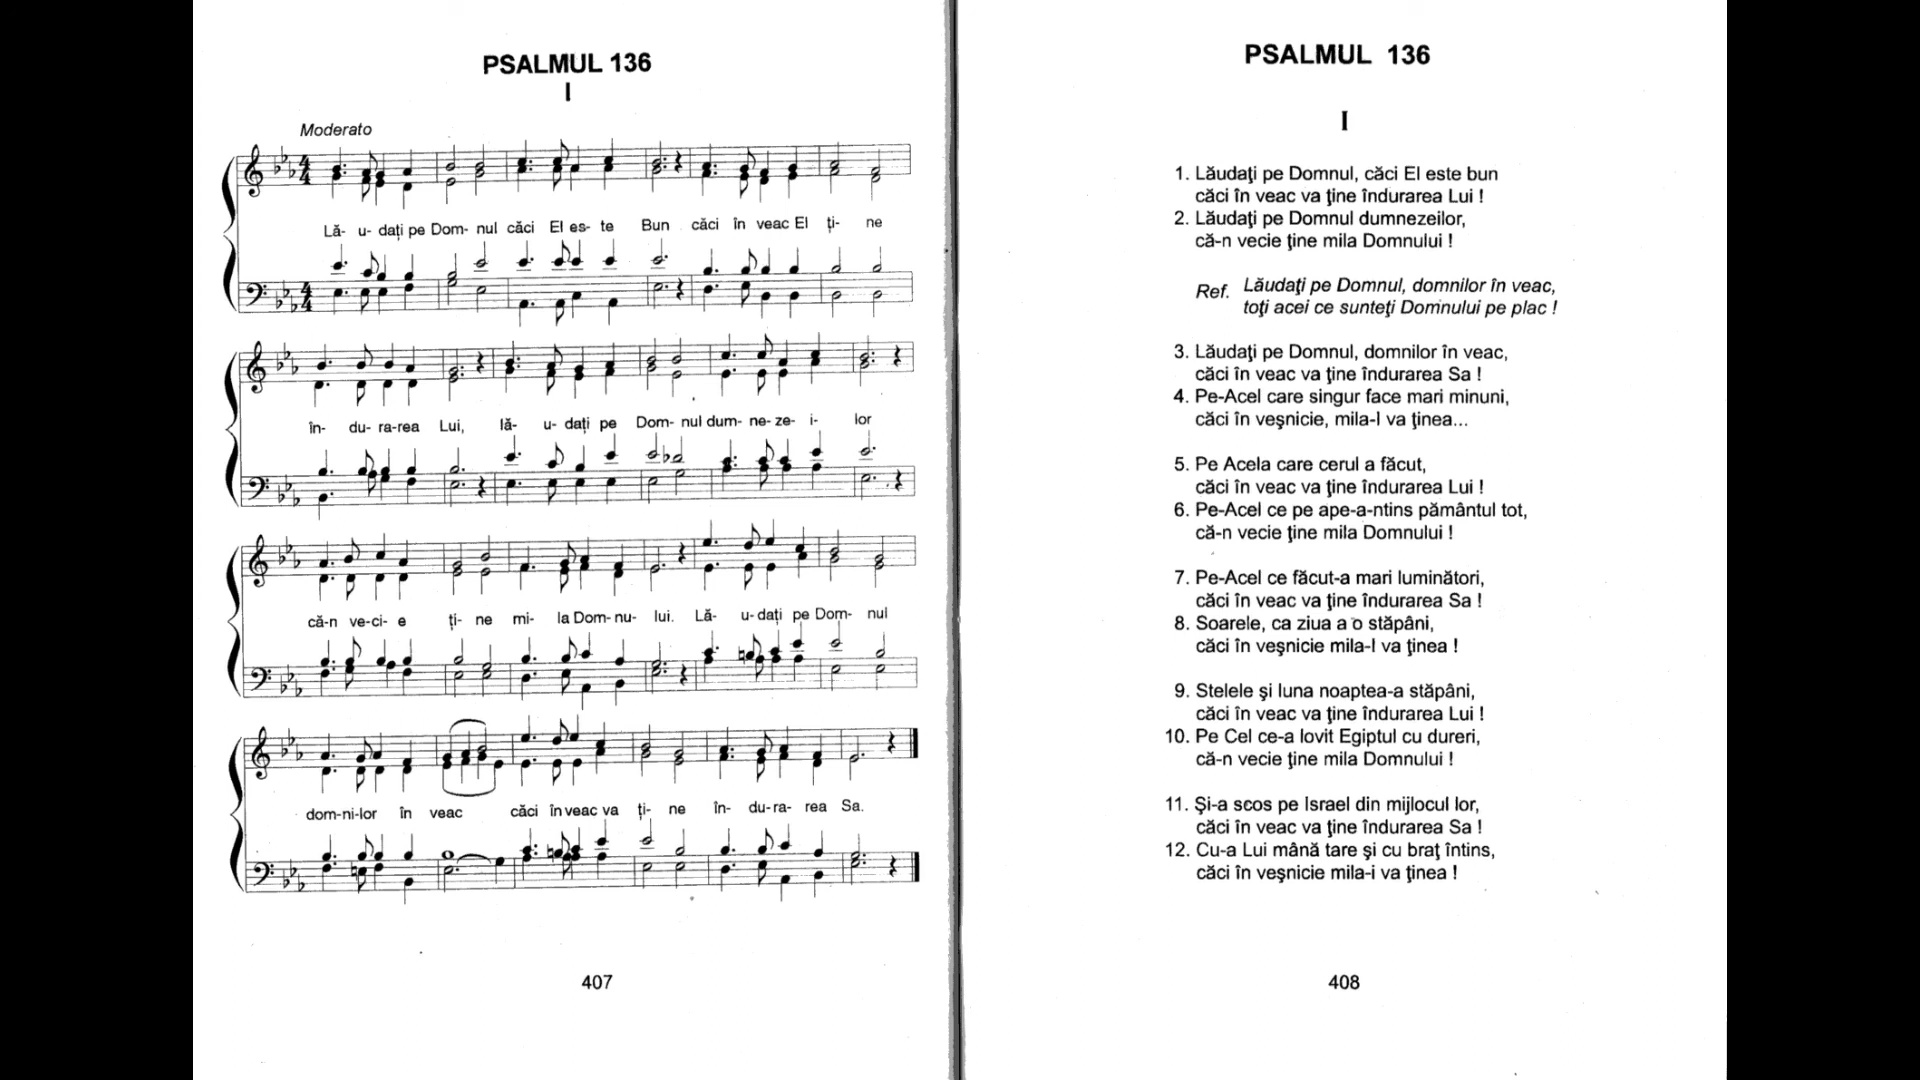 PSALMUL 136
I
Moderato
4 4
Lă- u- daţi pe Dom- nul căci El es- te Bun căci în veac El ţi- ne
4 4
în- du- ra-rea Lui, lă- u- daţi pe Dom- nul dum- ne- ze- i- lor
că-n ve-ci- e ţi- ne mi- la Dom- nu- lui. Lă- u- daţi pe Dom- nul
dom-ni-lor în veac căci în veac va ţi- ne în- du- ra- rea Sa.
407
PSALMUL 136
I
1. Lăudaţi pe Domnul, căci El este bun
căci în veac va ţine îndurarea Lui !
2. Lăudaţi pe Domnul dumnezeilor,
că-n vecie ţine mila Domnului !
Ref. Lăudaţi pe Domnul, domnilor în veac,
toţi acei ce sunteţi Domnului pe plac !
3. Lăudaţi pe Domnul, domnilor în veac,
căci în veac va ţine îndurarea Sa !
4. Pe-Acel care singur face mari minuni,
căci în veşnicie, mila-I va ţinea...
5. Pe Acela care cerul a făcut,
căci în veac va ţine îndurarea Lui !
6. Pe-Acel ce pe ape-a-ntins pământul tot,
că-n vecie ţine mila Domnului !
7. Pe-Acel ce făcut-a mari luminători,
căci în veac va ţine îndurarea Sa !
8. Soarele, ca ziua a o stăpâni,
căci în veşnicie mila-I va ţinea !
9. Stelele şi luna noaptea-a stăpâni,
căci în veac va ţine îndurarea Lui !
10. Pe Cel ce-a lovit Egiptul cu dureri,
că-n vecie ţine mila Domnului !
11. Şi-a scos pe Israel din mijlocul lor,
căci în veac va ţine îndurarea Sa !
12. Cu-a Lui mână tare şi cu braţ întins,
căci în veşnicie mila-i va ţinea !
408